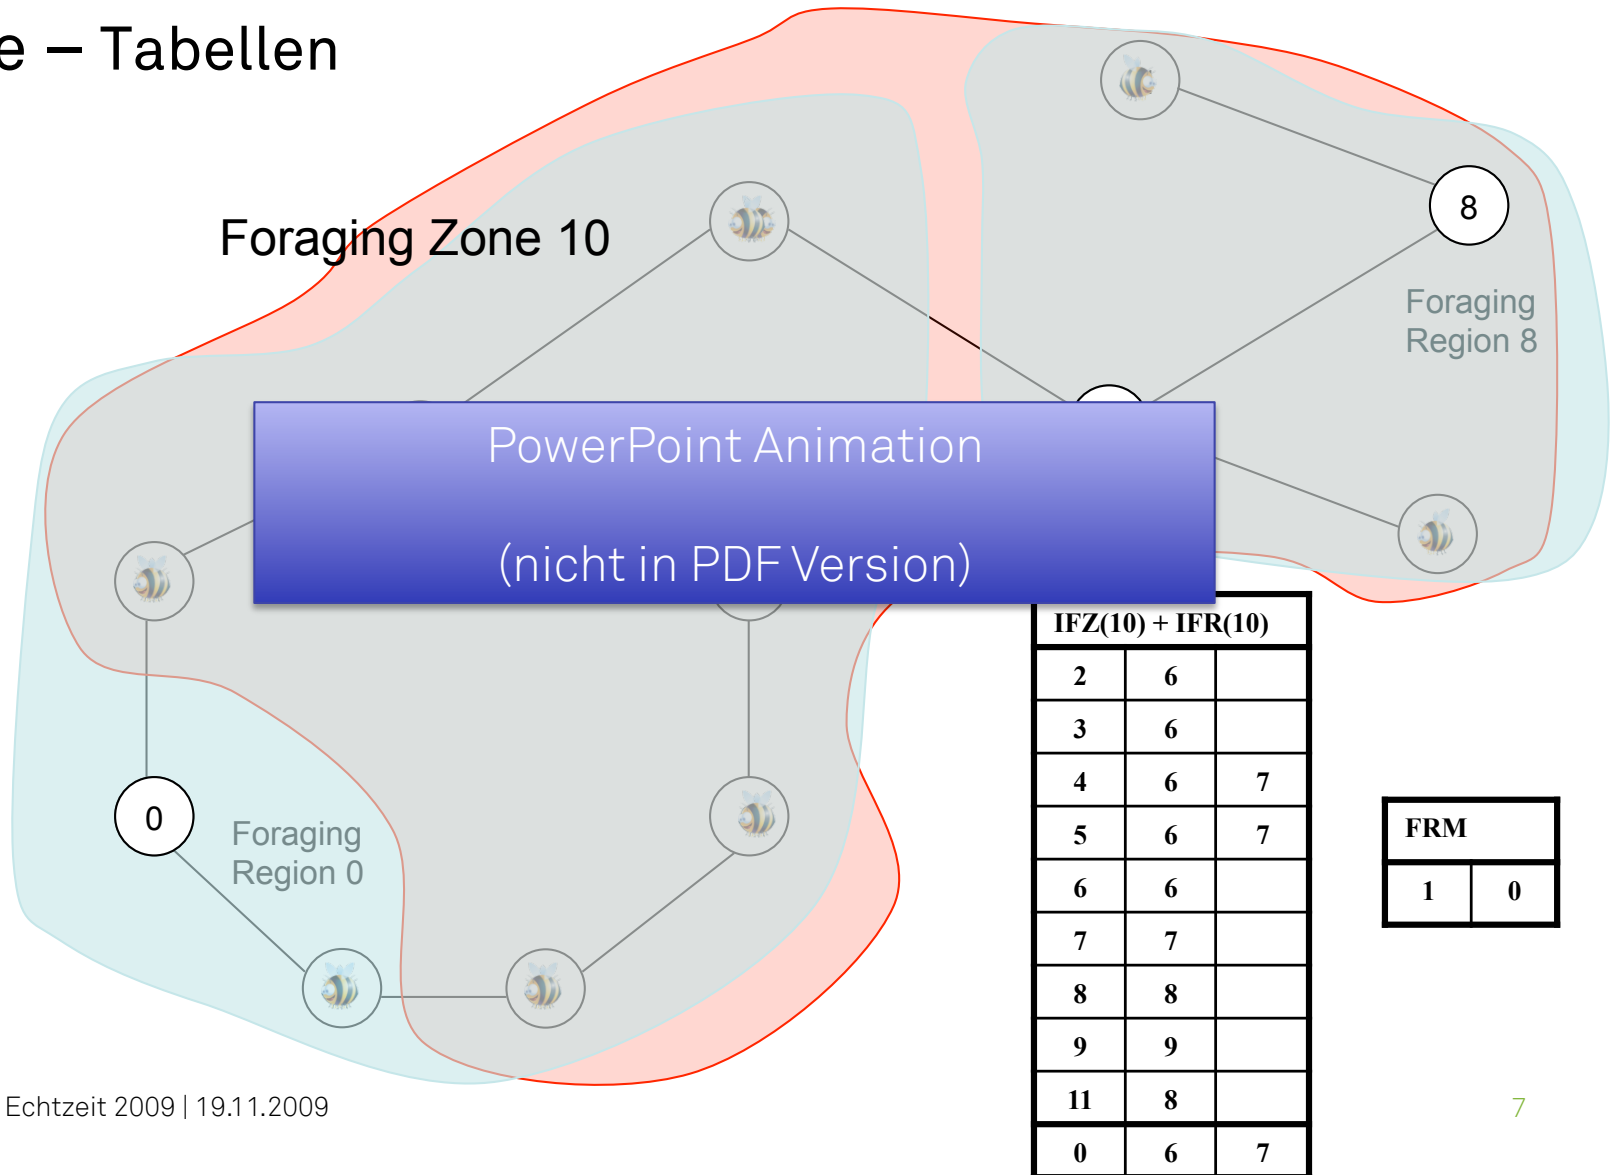 e – Tabellen
Foraging Zone 10
8
Foraging
Region 8
PowerPoint Animation
(nicht in PDF Version)
0
Foraging
Region 0
IFZ(10) + IFR(10)
2 6
3 6
4 6 7
5 6 7
6 6
7 7
8 8
9 9
11 8
0 6 7
FRM
1 0
Echtzeit 2009 | 19.11.2009
7